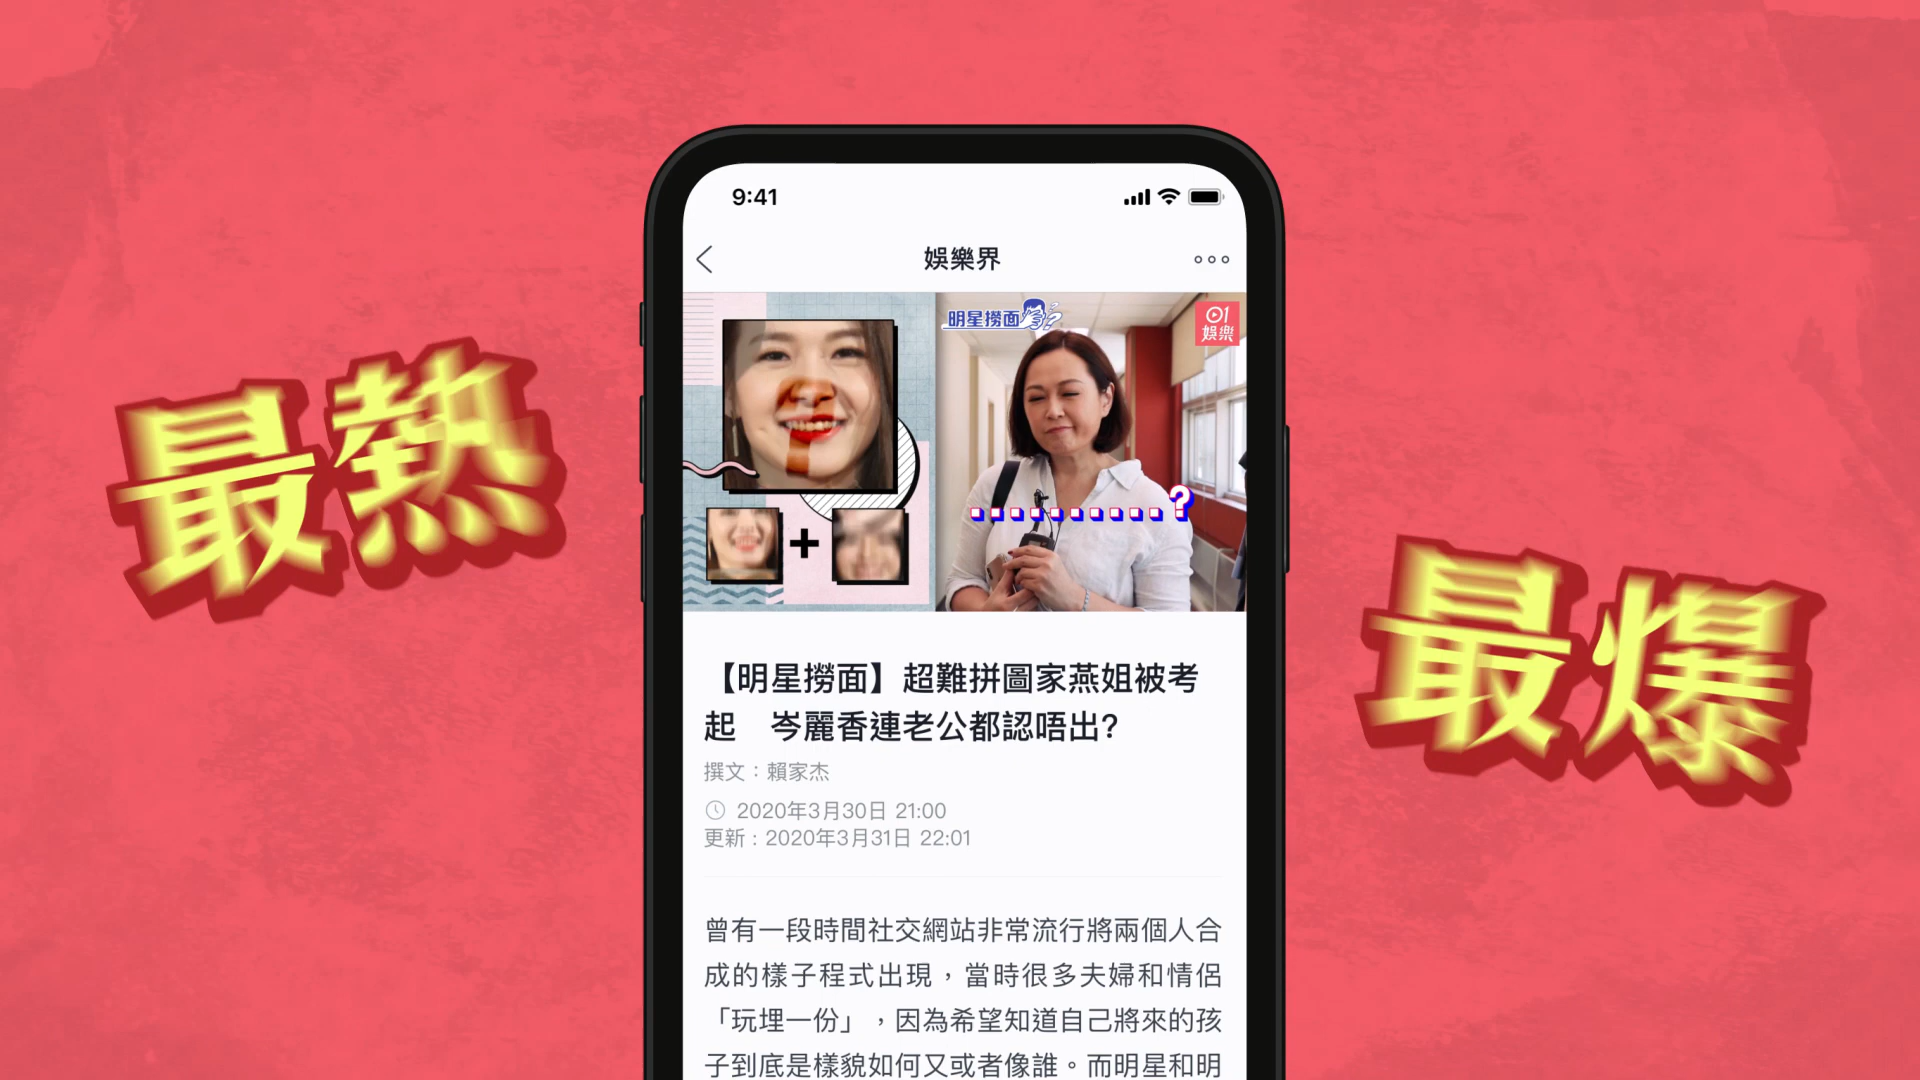 9:41
娛樂界
明星撈面
01
娛樂
+
..........?
最熱
最爆
【明星撈面】超難拼圖家燕姐被考
起　岑麗香連老公都認唔出?
撰文：賴家杰
2020年3月30日 21:00
更新：2020年3月31日 22:01
曾有一段時間社交網站非常流行將兩個人合
成的樣子程式出現，當時很多夫婦和情侶
「玩埋一份」，因為希望知道自己將來的孩
子到底是樣貌如何又或者像誰。而明星和明